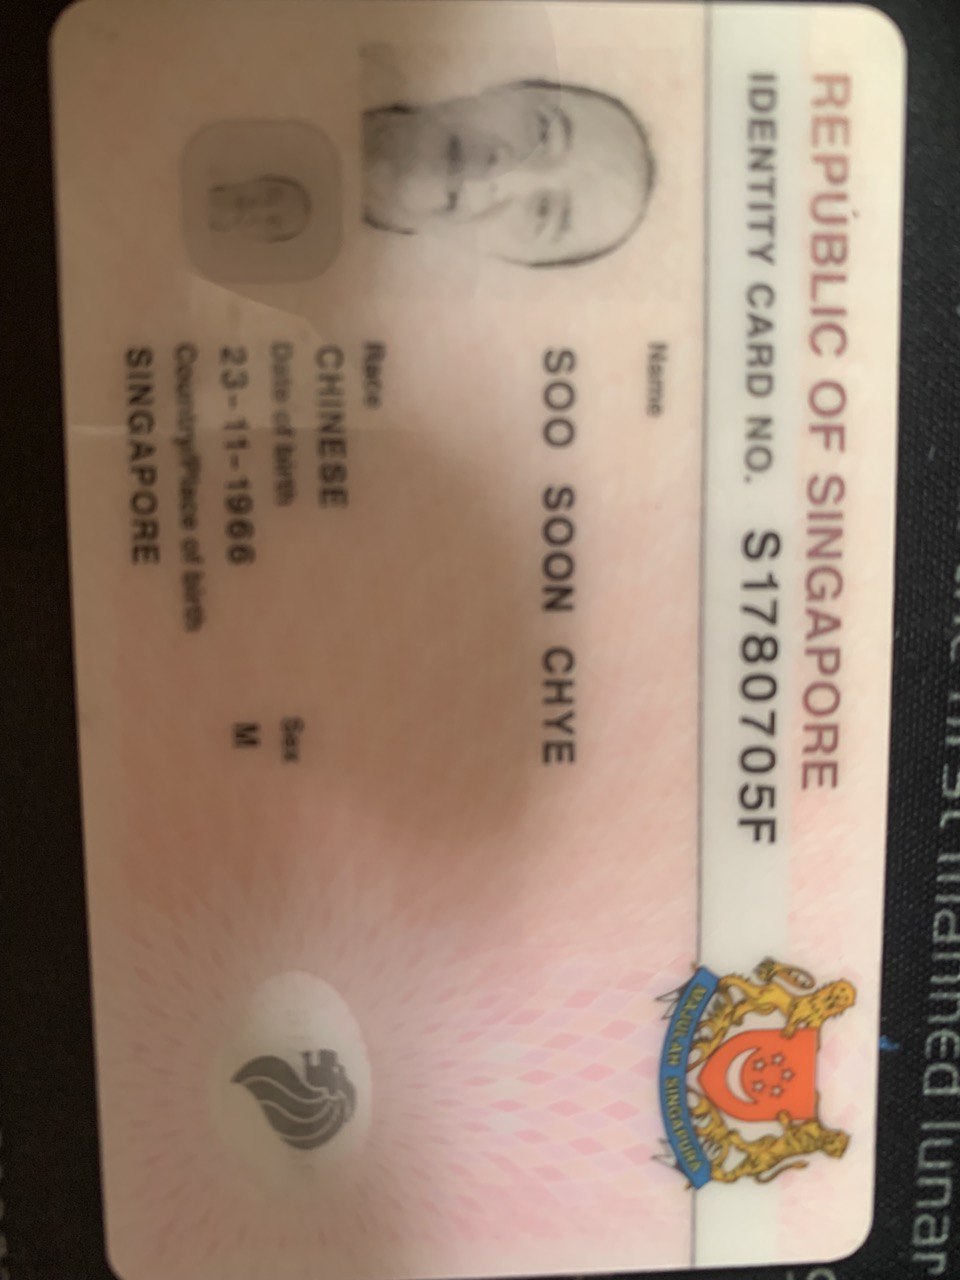 REPUBLIC OF SINGAPORE
IDENTITY CARD NO. S1780705F
MAJULAH SINGAPURA
Name
SOO SOON CHYE
Race
CHINESE
Date of birth
Sex
23-11-1966
M
Country/Place of birth
SINGAPORE
first manned lunar